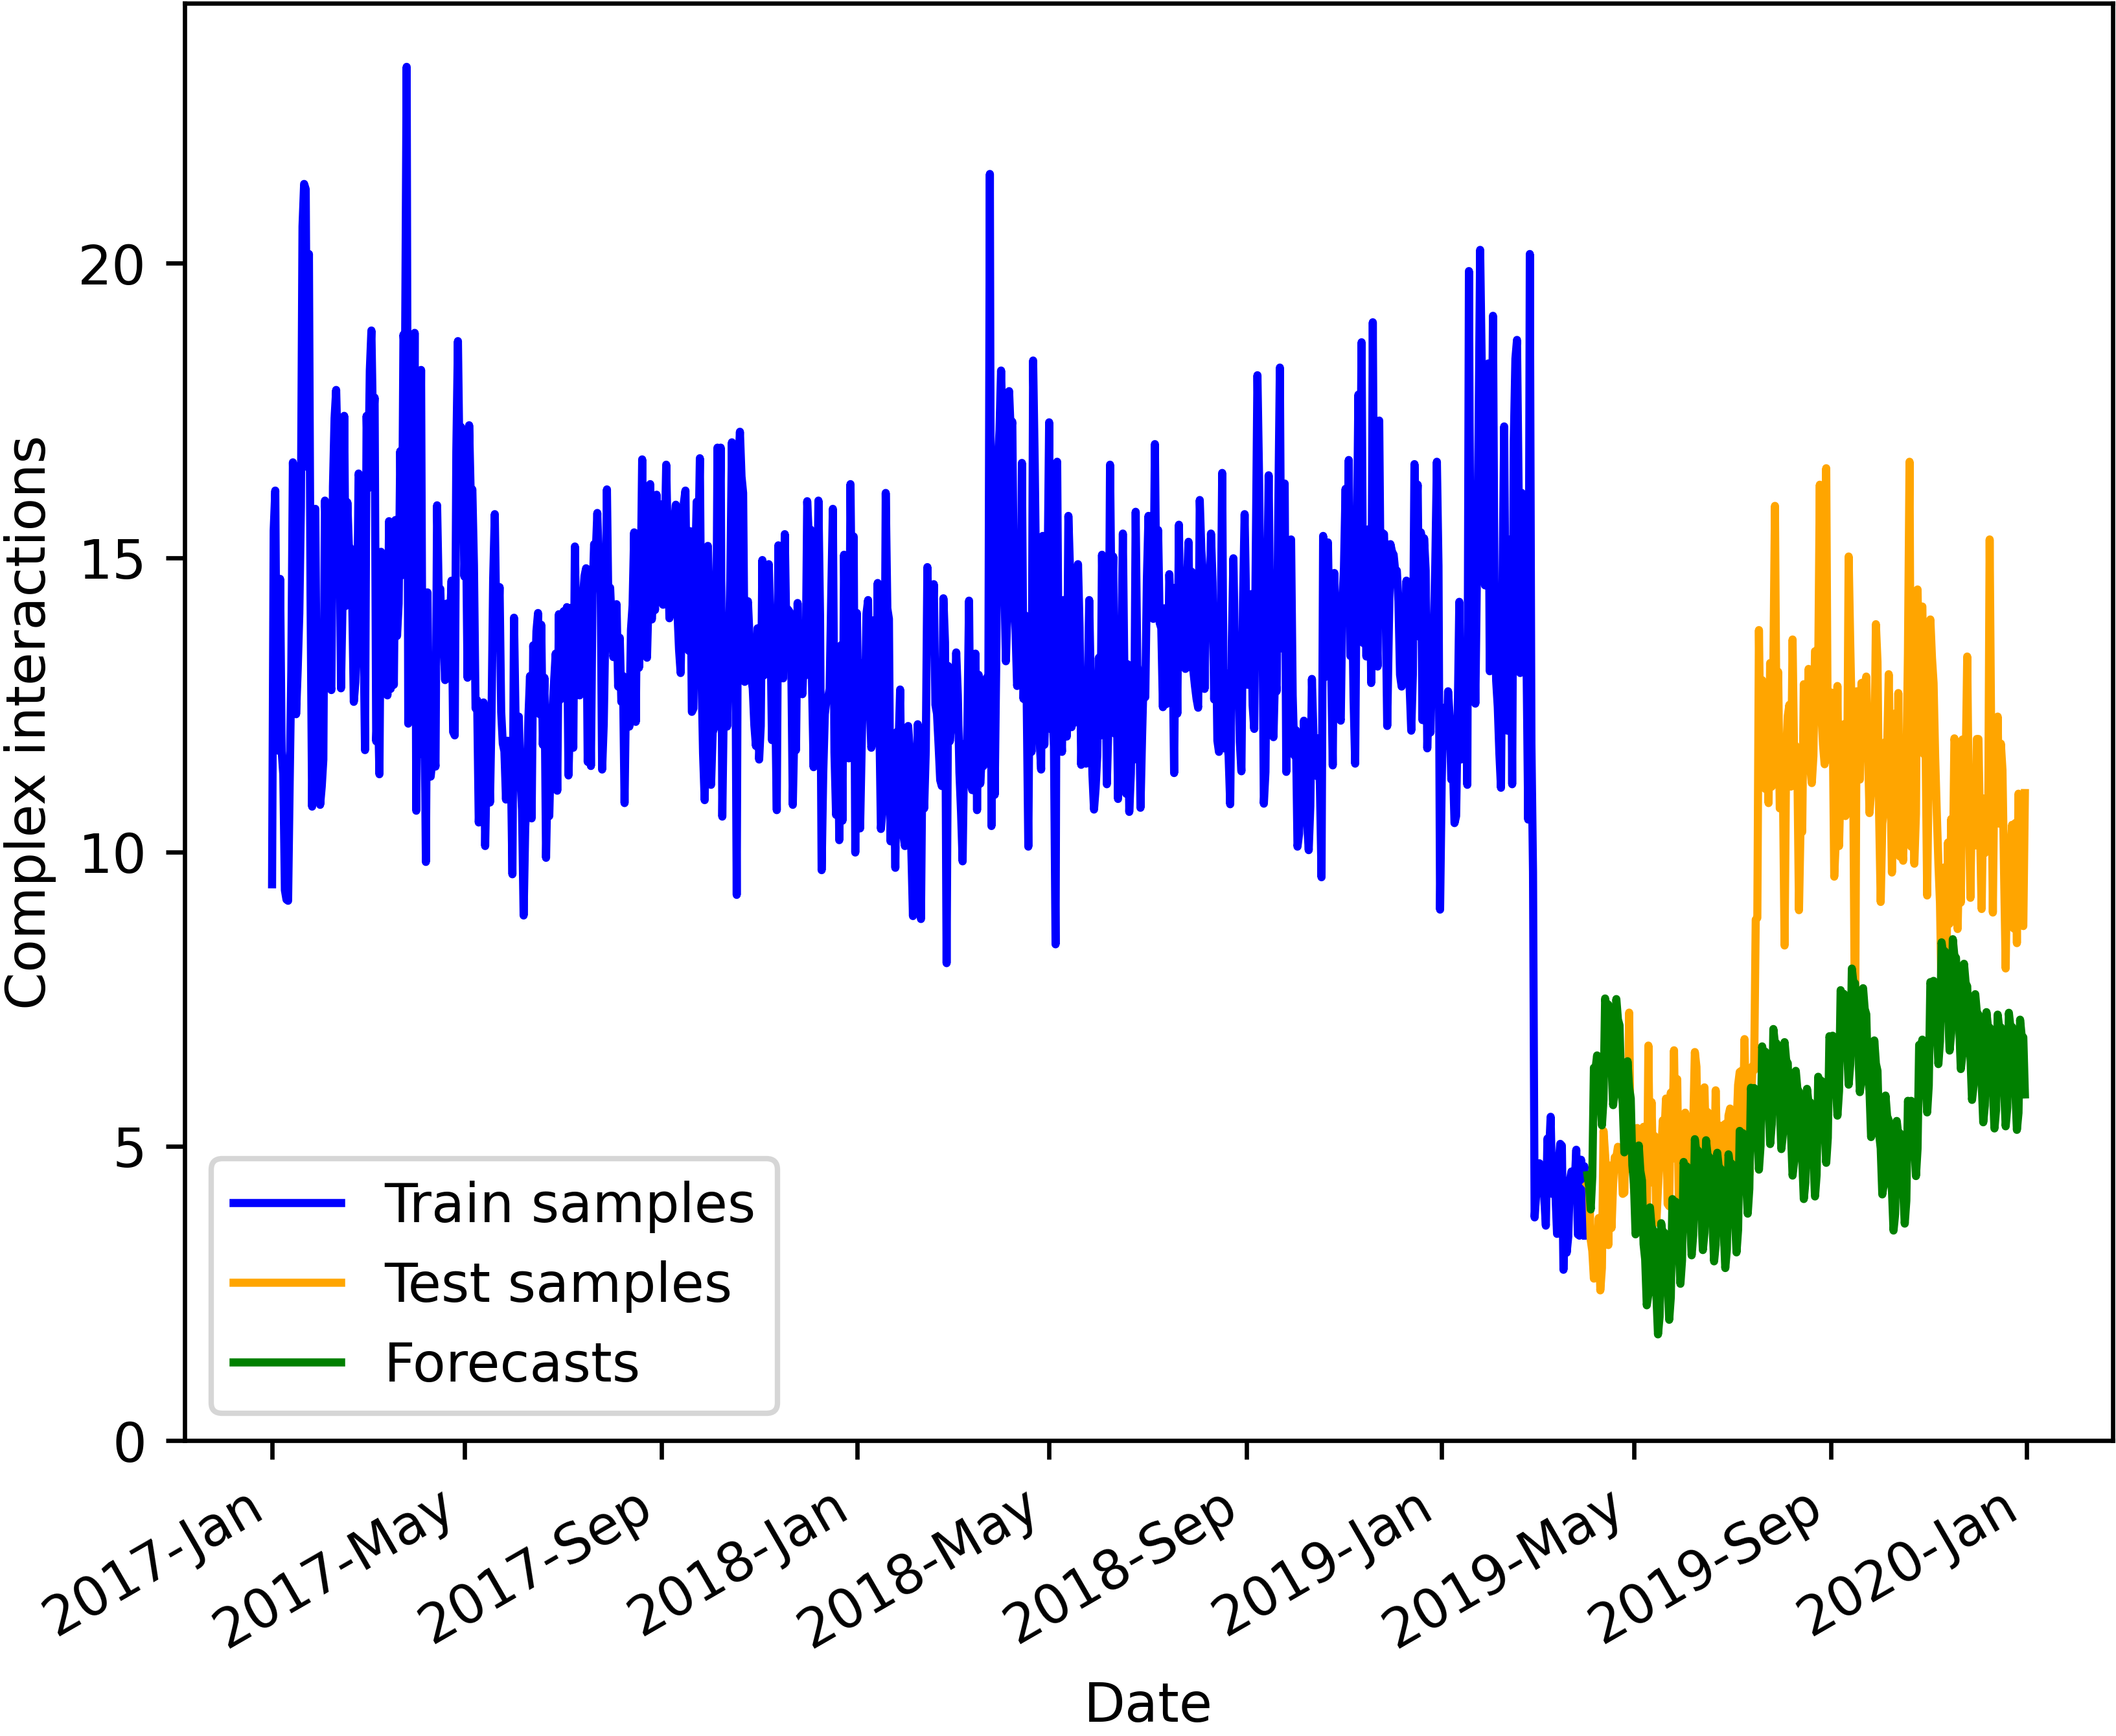 Complex interactions
20
15
10
5
0
Train samples
Test samples
Forecasts
2017-Jan
2017-May
2017-Sep
2018-Jan
2018-May
2018-Sep
2019-Jan
2019-May
2019-Sep
2020-Jan
Date